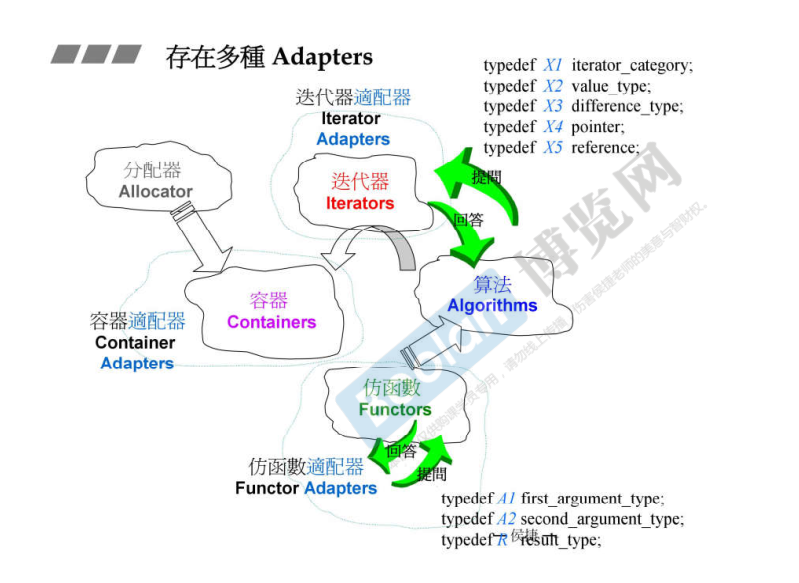 存在多種 Adapters
typedef X1 iterator_category;
typedef X2 value_type;
typedef X3 difference_type;
typedef X4 pointer;
typedef X5 reference;
迭代器適配器
Iterator
Adapters
分配器
Allocator
迭代器
Iterators
提問
回答
容器
Containers
算法
Algorithms
容器適配器
Container
Adapters
仿函數
Functors
回答
提問
仿函數適配器
Functor Adapters
typedef A1 first_argument_type;
typedef A2 second_argument_type;
typedef R result_type;
侯捷
Boolan
博览网